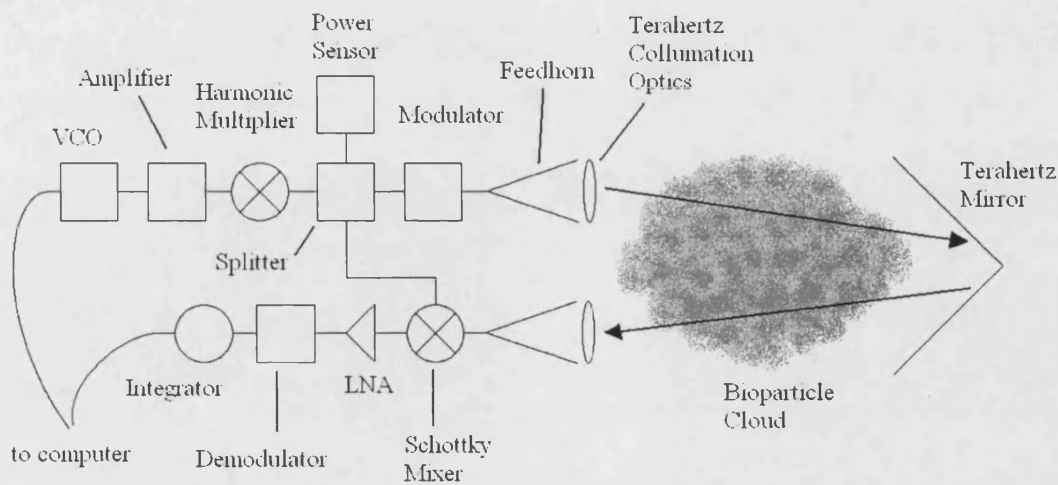 Power
Sensor
Terahertz
Collumation
Optics
Amplifier
Harmonic
Multiplier
Feedhorn
Modulator
VCO
Terahertz
Mirror
Splitter
Integrator
LNA
Bioparticle
Cloud
to computer
Demodulator
Schottky
Mixer